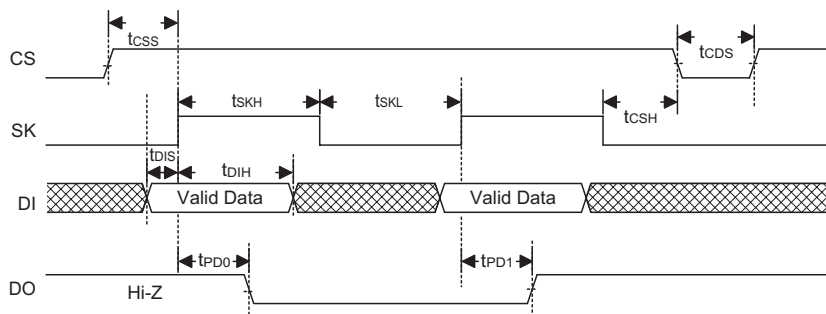 tCSS
CS
tCDS
tSKH
tSKL
tCSH
SK
tDIS
tDIH
DI
Valid Data
Valid Data
tPD0
tPD1
DO
Hi-Z